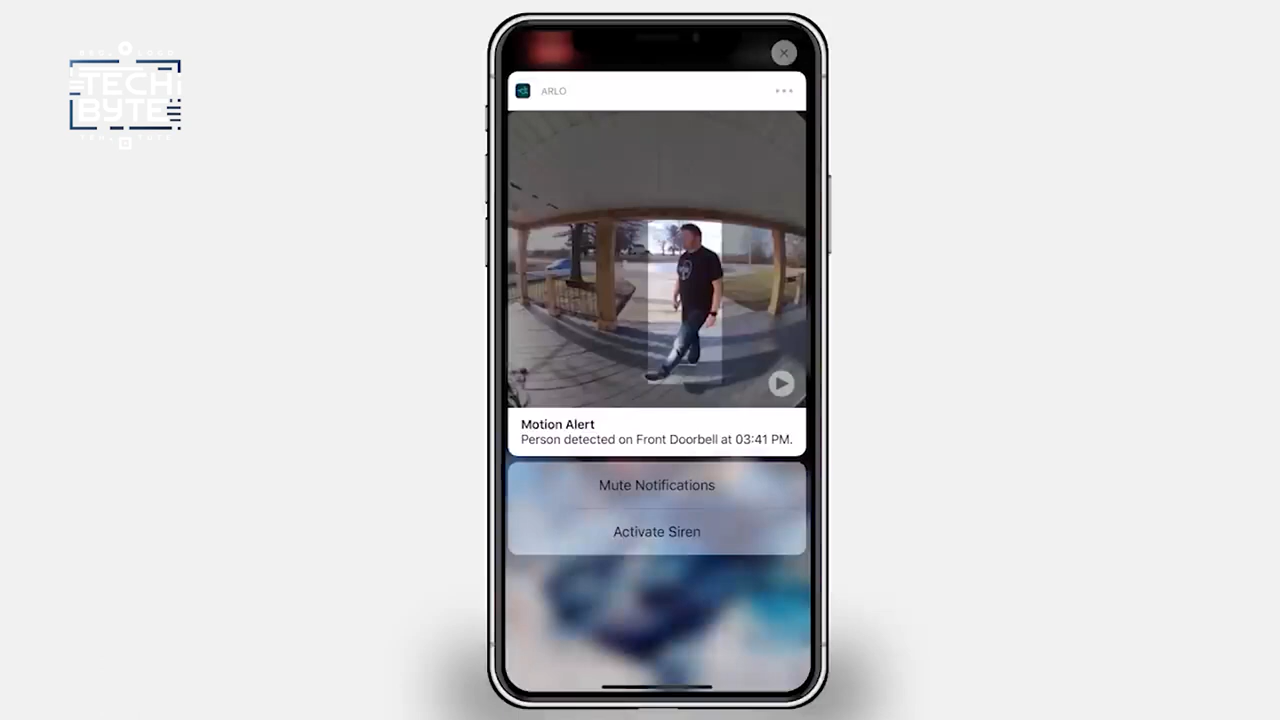 TECH
BYTE
ARLO
Motion Alert
Person detected on Front Doorbell at 03:41 PM.
Mute Notifications
Activate Siren